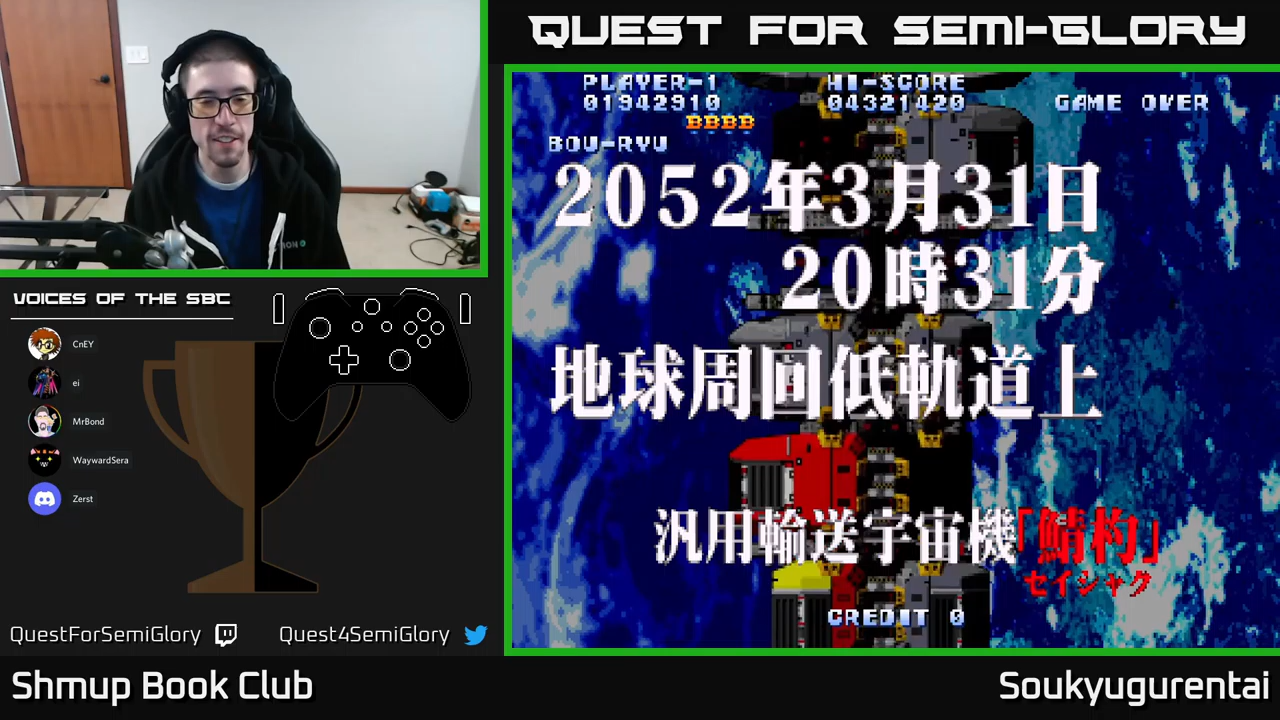 QUEST FOR SEMI-GLORY
PLAYER-1
HI-SCORE
01942910
04321420
GAME OVER
BBBB
BOU-RYU
2052年3月31日
20時31分
地球周回低軌道上
汎用輸送宇宙機「鯖杓」
セイシャク
CREDIT 0
VOICES OF THE SBC
CnEY
ei
MrBond
WaywardSera
Zerst
QuestForSemiGlory
Quest4SemiGlory
Shmup Book Club
Soukyugurentai